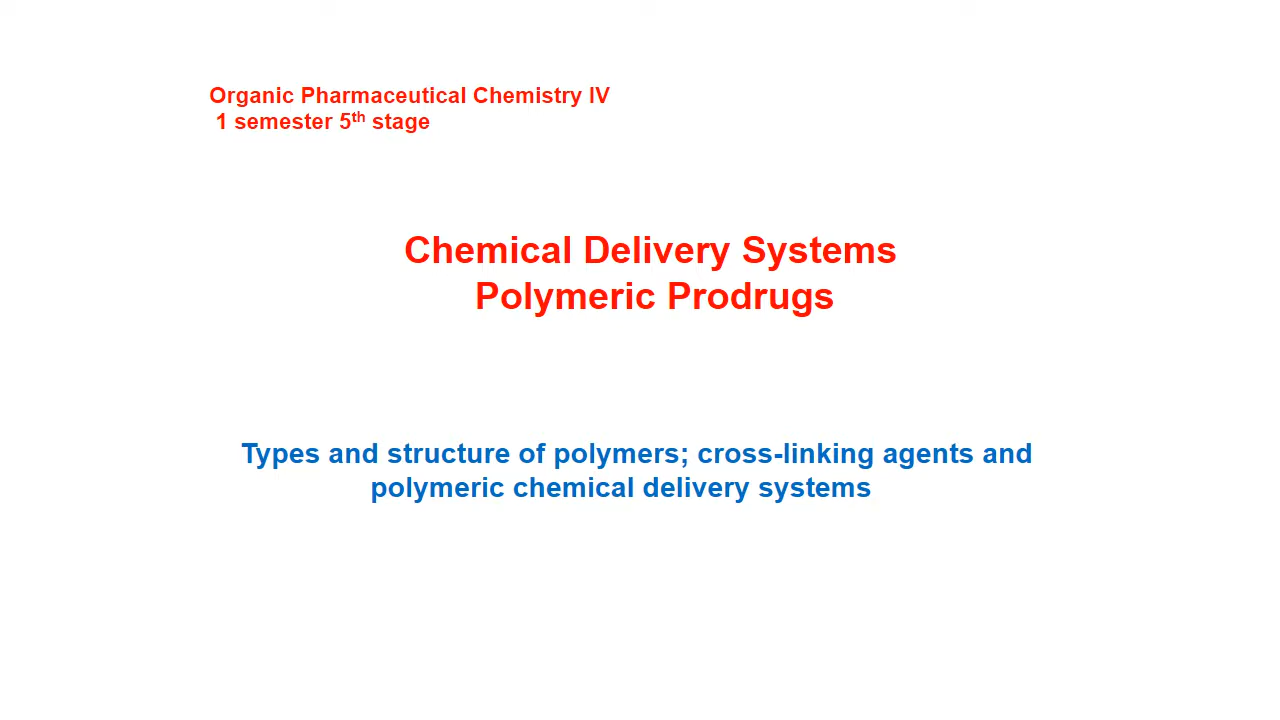 Organic Pharmaceutical Chemistry IV
1 semester 5th stage
Chemical Delivery Systems
Polymeric Prodrugs
Types and structure of polymers; cross-linking agents and
polymeric chemical delivery systems